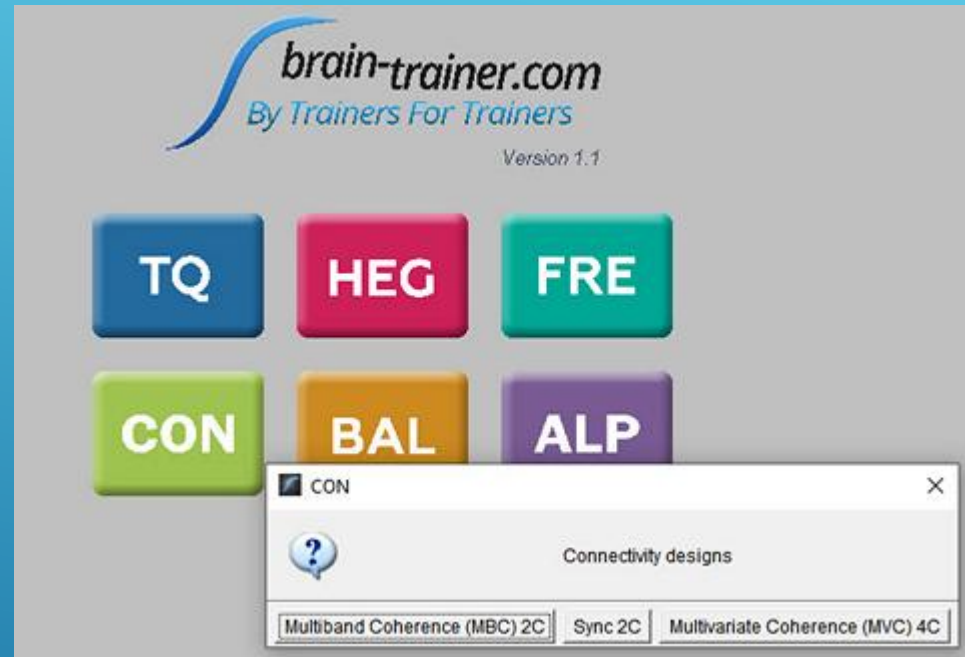 brain-trainer.com
By Trainers For Trainers
Version 1.1
TQ HEG FRE
CON BAL ALP
CON
?
Connectivity designs
Multiband Coherence (MBC) 2C Sync 2C Multivariate Coherence (MVC) 4C